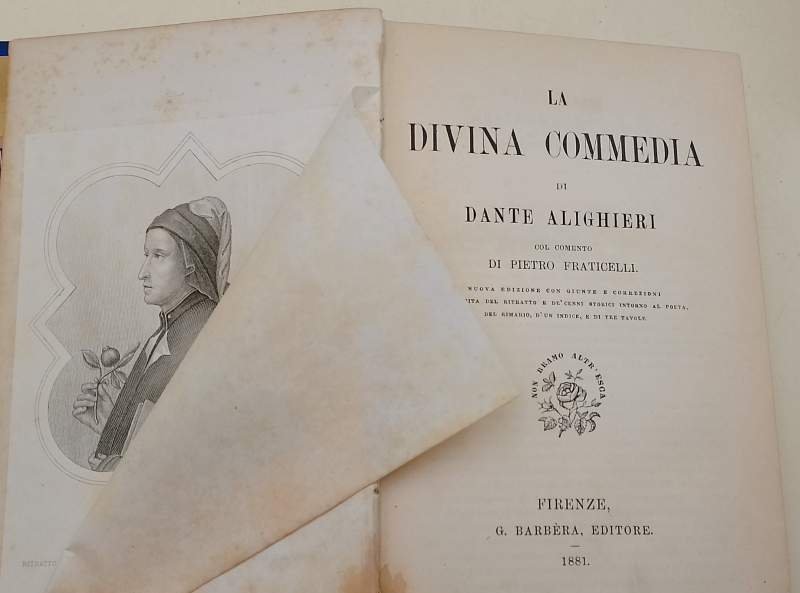 RITRATTO
LA
DIVINA COMMEDIA
DI
DANTE ALIGHIERI
COL COMENTO
DI PIETRO FRATICELLI.
NUOVA EDIZIONE CON GIUNTE E CORREZIONI
DEL RITRATTO E DE' CENNI STORICI INTORNO AL POETA,
DEL RIMARIO, D'UN INDICE, E DI TRE TAVOLE.
NON BRAMO ALTR'ESCA
FIRENZE,
G. BARBÈRA, EDITORE.
1881.